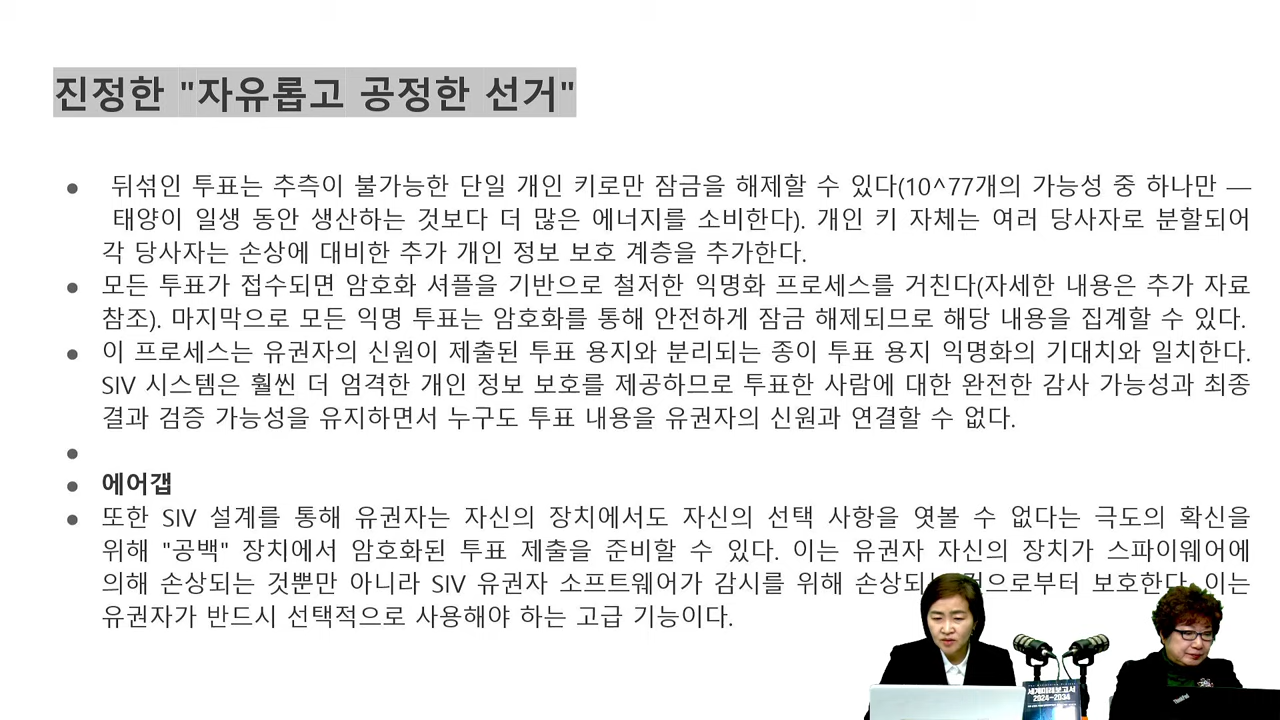 진정한 "자유롭고 공정한 선거"
● 뒤섞인 투표는 추측이 불가능한 단일 개인 키로만 잠금을 해제할 수 있다(10^77개의 가능성 중 하나만 —
태양이 일생 동안 생산하는 것보다 더 많은 에너지를 소비한다). 개인 키 자체는 여러 당사자로 분할되어
각 당사자는 손상에 대비한 추가 개인 정보 보호 계층을 추가한다.
● 모든 투표가 접수되면 암호화 셔플을 기반으로 철저한 익명화 프로세스를 거친다(자세한 내용은 추가 자료
참조). 마지막으로 모든 익명 투표는 암호화를 통해 안전하게 잠금 해제되므로 해당 내용을 집계할 수 있다.
● 이 프로세스는 유권자의 신원이 제출된 투표 용지와 분리되는 종이 투표 용지 익명화의 기대치와 일치한다.
SIV 시스템은 훨씬 더 엄격한 개인 정보 보호를 제공하므로 투표한 사람에 대한 완전한 감사 가능성과 최종
결과 검증 가능성을 유지하면서 누구도 투표 내용을 유권자의 신원과 연결할 수 없다.
●
● 에어갭
● 또한 SIV 설계를 통해 유권자는 자신의 장치에서도 자신의 선택 사항을 엿볼 수 없다는 극도의 확신을
위해 "공백" 장치에서 암호화된 투표 제출을 준비할 수 있다. 이는 유권자 자신의 장치가 스파이웨어에
의해 손상되는 것뿐만 아니라 SIV 유권자 소프트웨어가 감시를 위해 보호한다. 이는
유권자가 반드시 선택적으로 사용해야 하는 고급 기능이다.
세계미래보고서
2024-2034
ThinkPad